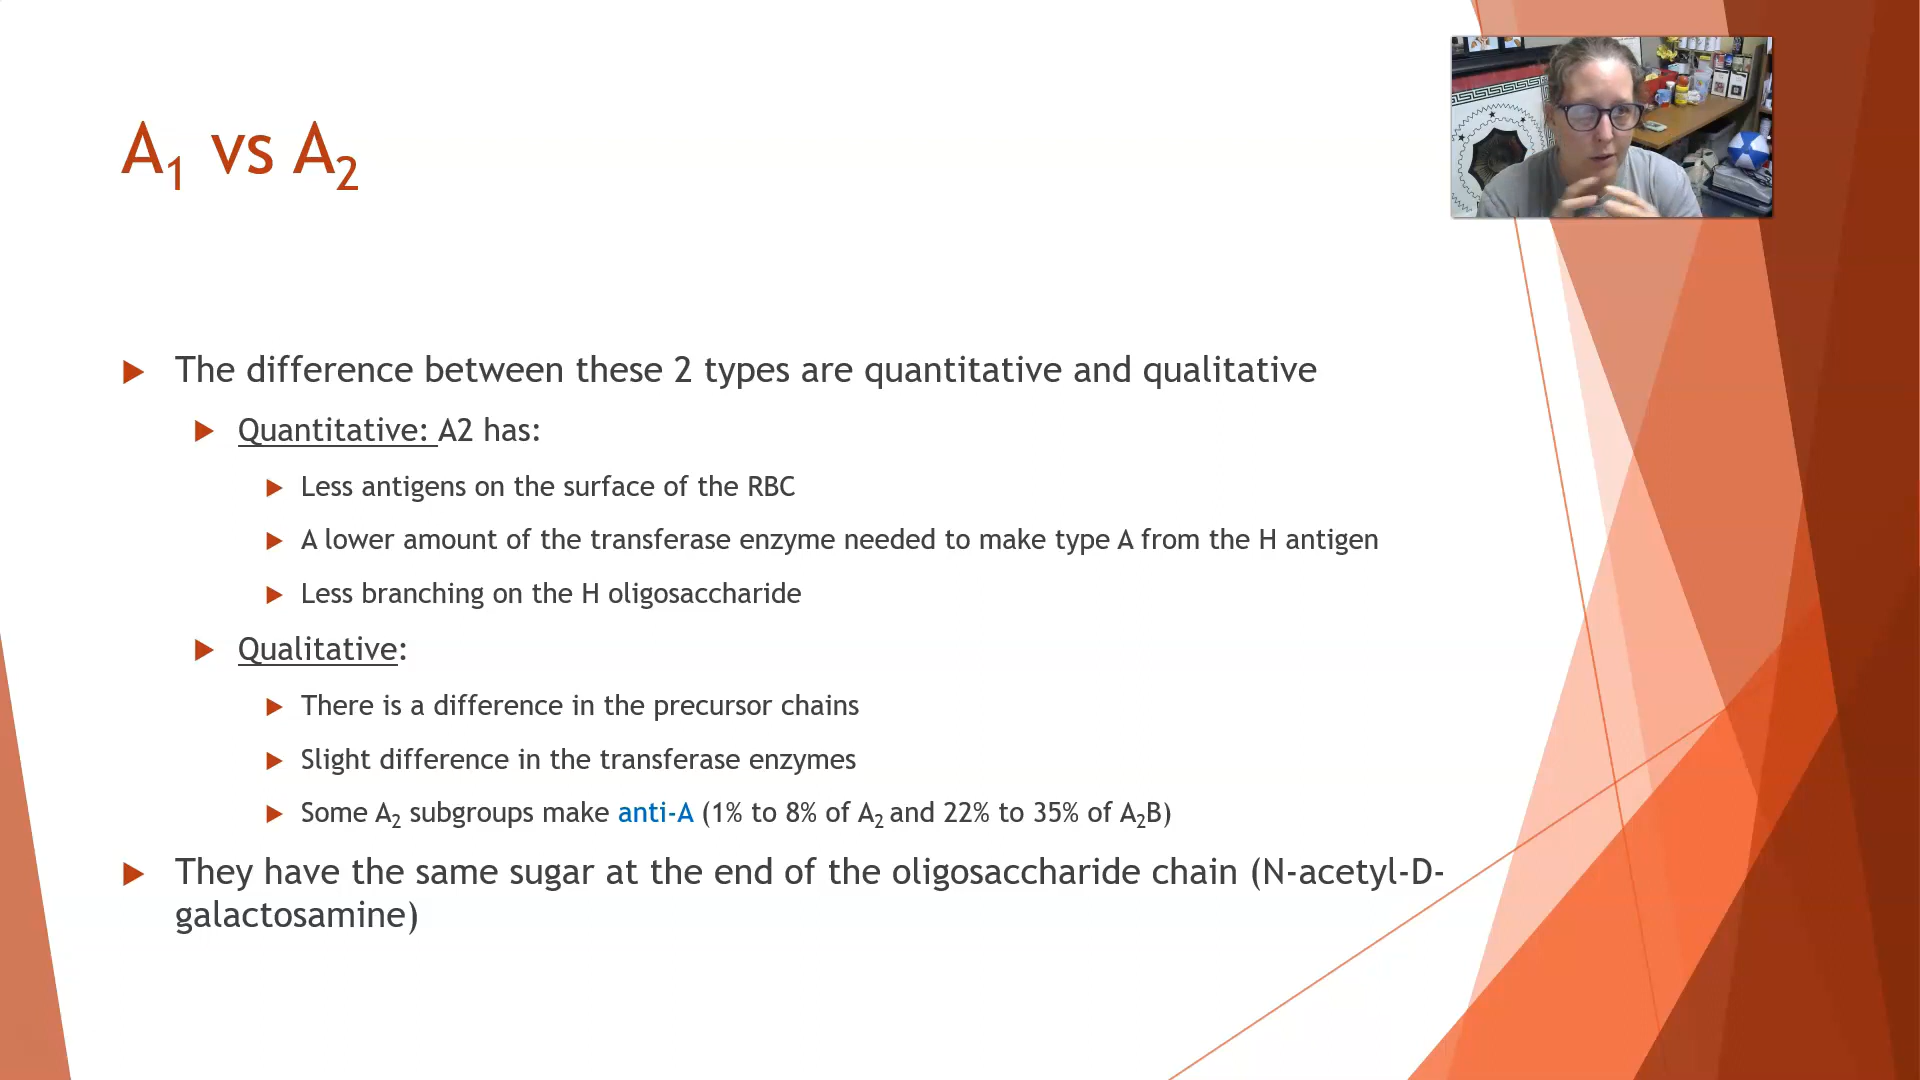 A₁ vs A₂
The difference between these 2 types are quantitative and qualitative
Quantitative: A2 has:
Less antigens on the surface of the RBC
A lower amount of the transferase enzyme needed to make type A from the H antigen
Less branching on the H oligosaccharide
Qualitative:
There is a difference in the precursor chains
Slight difference in the transferase enzymes
Some A₂ subgroups make anti-A (1% to 8% of A₂ and 22% to 35% of A₂B)
They have the same sugar at the end of the oligosaccharide chain (N-acetyl-D-
galactosamine)